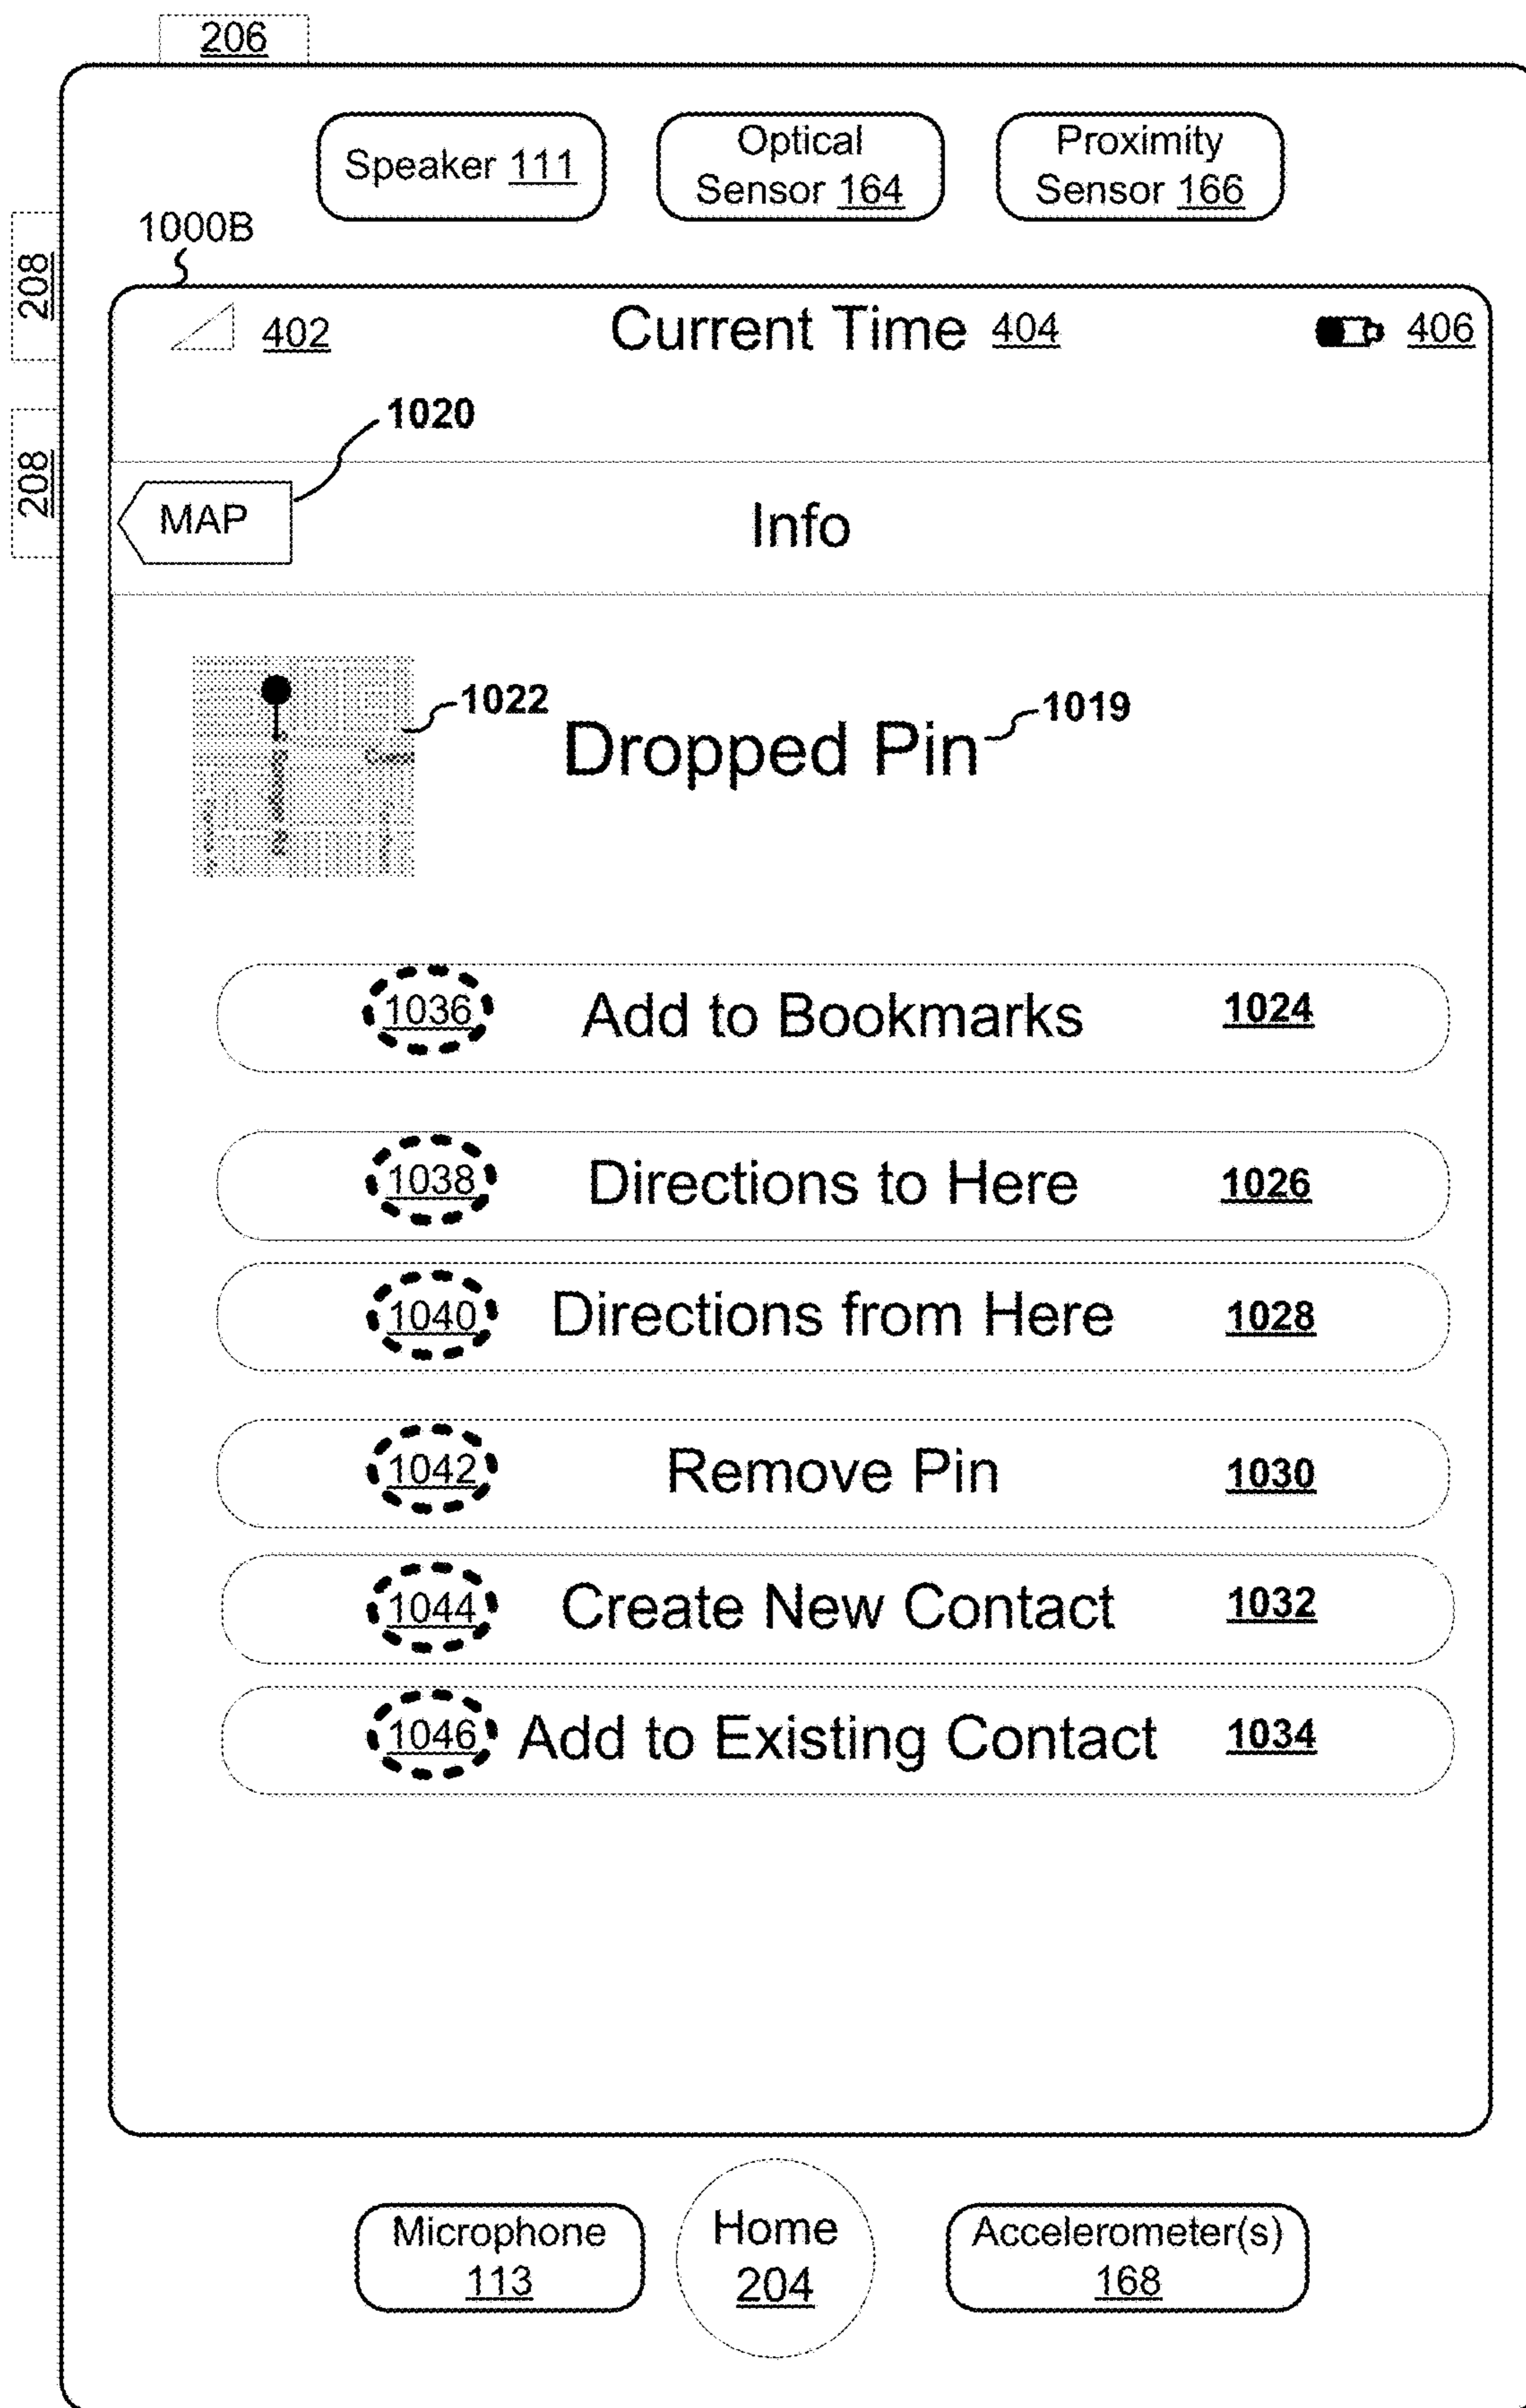 206
Speaker 111
Optical
Sensor 164
Proximity
Sensor 166
1000B
208
208
402
Current Time 404
406
1020
MAP
Info
1022
Dropped Pin
1019
1036 Add to Bookmarks 1024
1038 Directions to Here 1026
1040 Directions from Here 1028
1042 Remove Pin 1030
1044 Create New Contact 1032
1046 Add to Existing Contact 1034
Microphone
113
Home
204
Accelerometer(s)
168